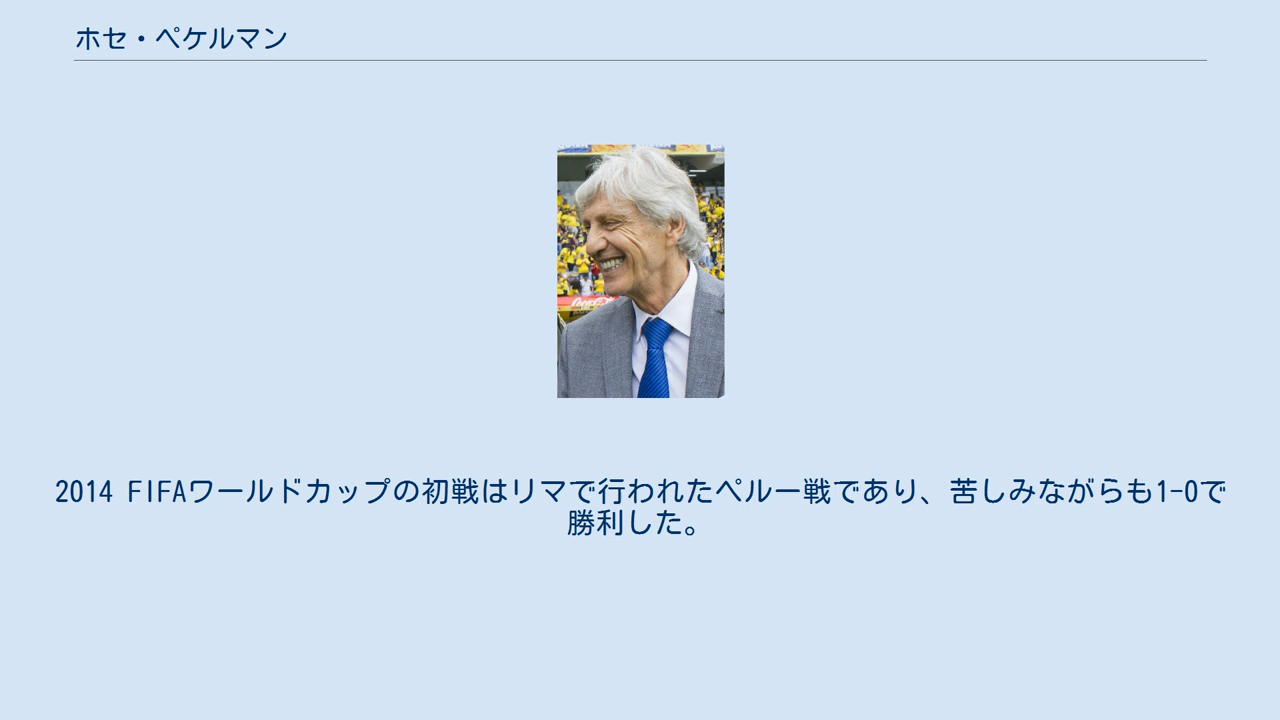 ホセ・ペケルマン
2014 FIFAワールドカップの初戦はリマで行われたペルー戦であり、苦しみながらも1-0で
勝利した。